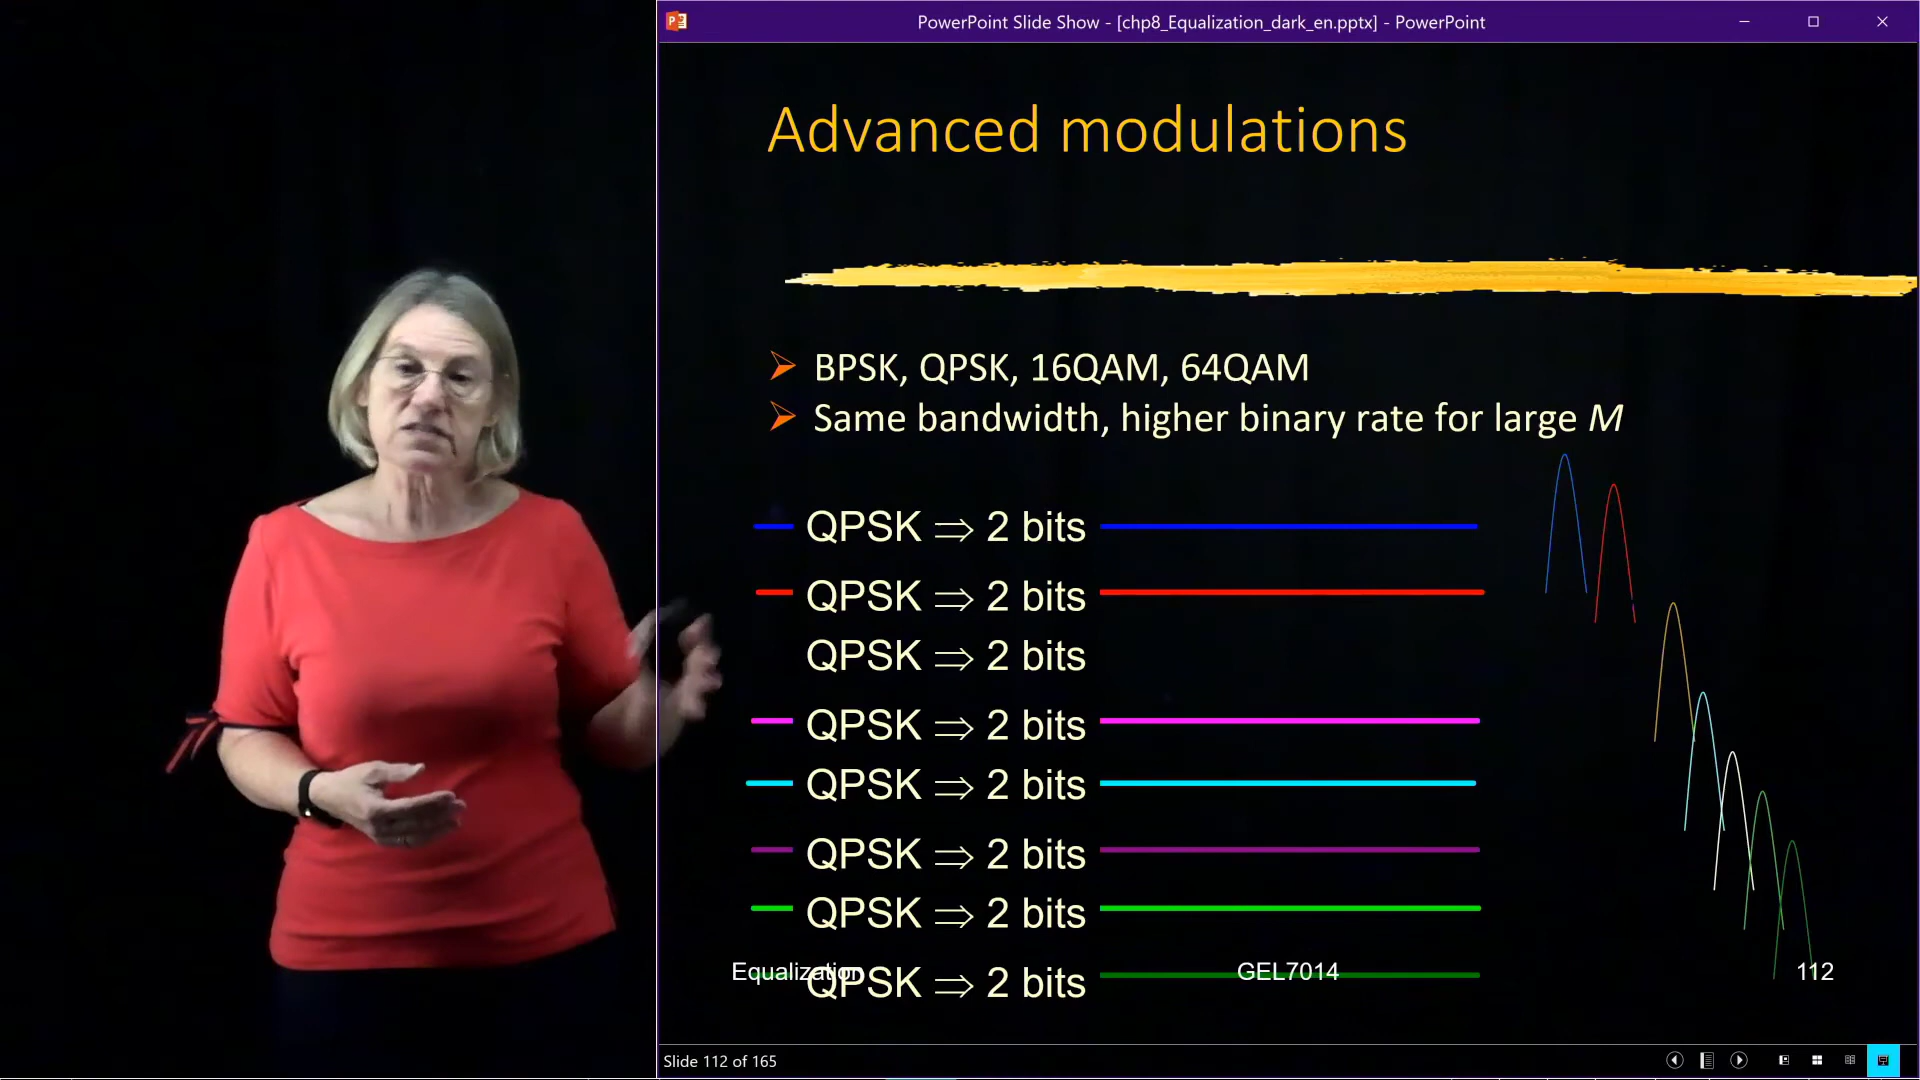 PowerPoint Slide Show - [chp8_Equalization_dark_en.pptx] - PowerPoint
Advanced modulations
BPSK, QPSK, 16QAM, 64QAM
Same bandwidth, higher binary rate for large M
QPSK ⇒ 2 bits
QPSK ⇒ 2 bits
QPSK ⇒ 2 bits
QPSK ⇒ 2 bits
QPSK ⇒ 2 bits
QPSK ⇒ 2 bits
QPSK ⇒ 2 bits
QPSK ⇒ 2 bits
Equalization
GEL7014
112
Slide 112 of 165